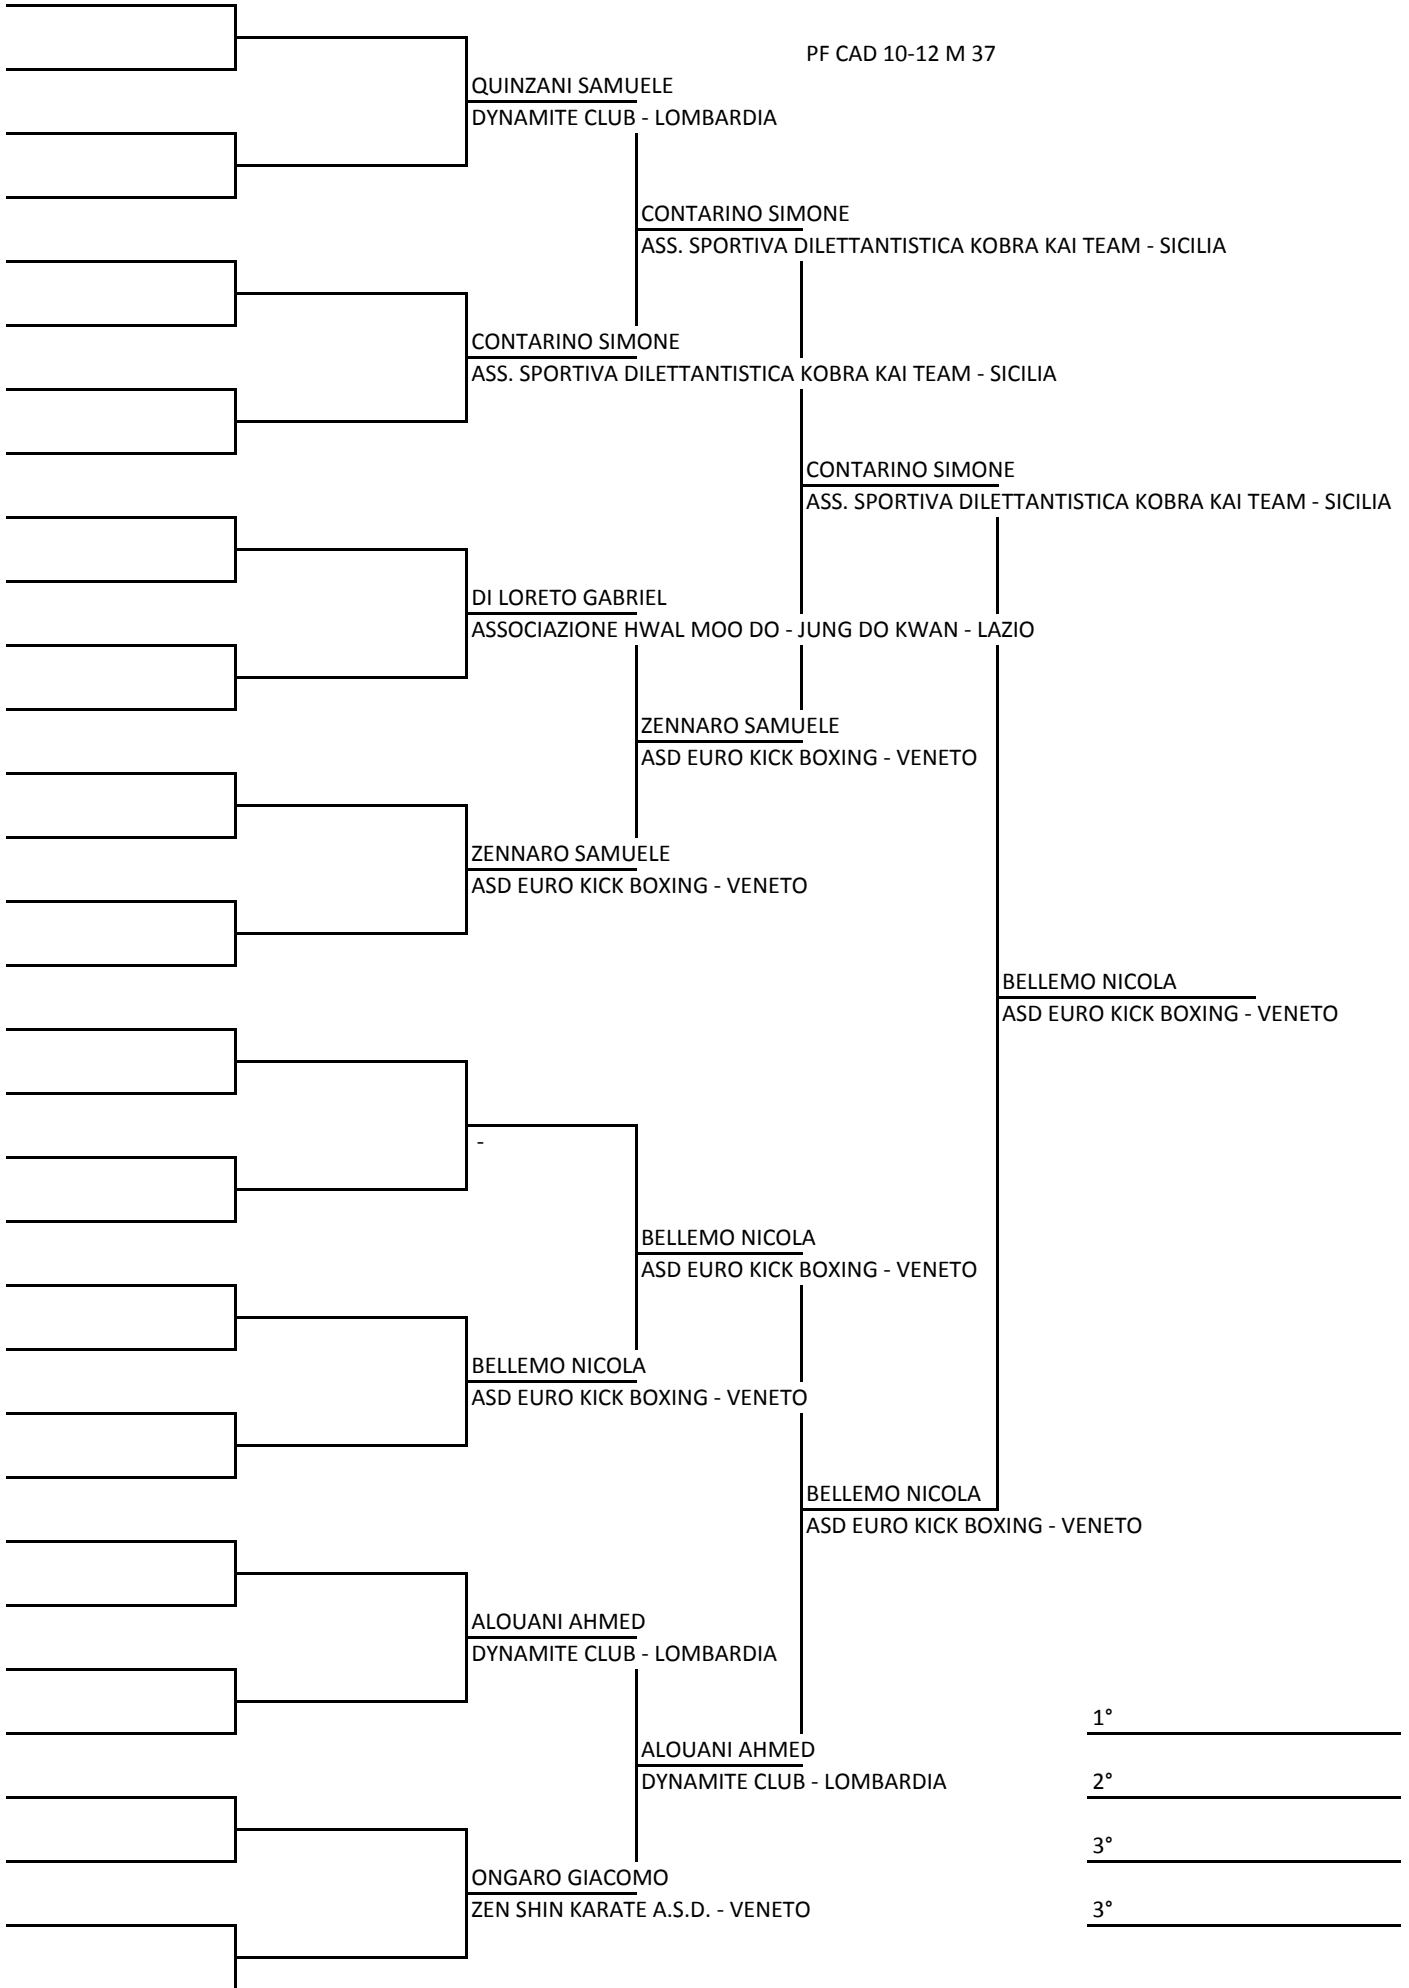 PF CAD 10-12 M 37
QUINZANI SAMUELE
DYNAMITE CLUB - LOMBARDIA
CONTARINO SIMONE
ASS. SPORTIVA DILETTANTISTICA KOBRA KAI TEAM - SICILIA
CONTARINO SIMONE
ASS. SPORTIVA DILETTANTISTICA KOBRA KAI TEAM - SICILIA
CONTARINO SIMONE
ASS. SPORTIVA DILETTANTISTICA KOBRA KAI TEAM - SICILIA
DI LORETO GABRIEL
ASSOCIAZIONE HWAL MOO DO - JUNG DO KWAN - LAZIO
ZENNARO SAMUELE
ASD EURO KICK BOXING - VENETO
ZENNARO SAMUELE
ASD EURO KICK BOXING - VENETO
BELLEMO NICOLA
ASD EURO KICK BOXING - VENETO
-
BELLEMO NICOLA
ASD EURO KICK BOXING - VENETO
BELLEMO NICOLA
ASD EURO KICK BOXING - VENETO
BELLEMO NICOLA
ASD EURO KICK BOXING - VENETO
ALOUANI AHMED
DYNAMITE CLUB - LOMBARDIA
1°
ALOUANI AHMED
DYNAMITE CLUB - LOMBARDIA
2°
3°
ONGARO GIACOMO
ZEN SHIN KARATE A.S.D. - VENETO
3°